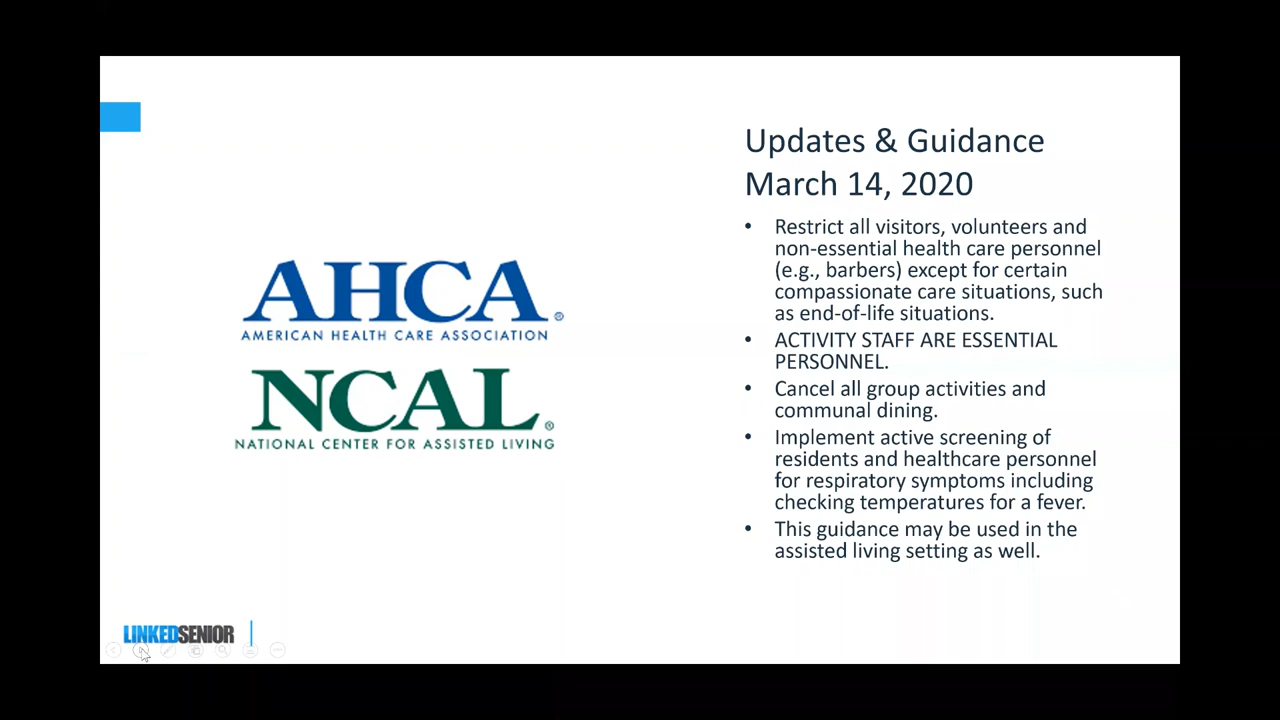 Updates & Guidance
March 14, 2020
• Restrict all visitors, volunteers and
non-essential health care personnel
(e.g., barbers) except for certain
compassionate care situations, such
as end-of-life situations.
• ACTIVITY STAFF ARE ESSENTIAL
PERSONNEL.
• Cancel all group activities and
communal dining.
• Implement active screening of
residents and healthcare personnel
for respiratory symptoms including
checking temperatures for a fever.
• This guidance may be used in the
assisted living setting as well.
AHCA®
AMERICAN HEALTH CARE ASSOCIATION
NCAL®
NATIONAL CENTER FOR ASSISTED LIVING
LINKEDSENIOR